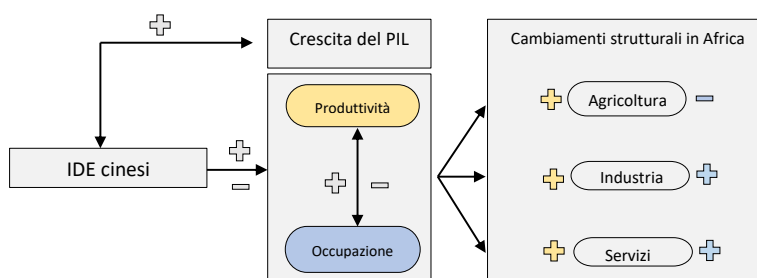 Crescita del PIL
Cambiamenti strutturali in Africa
Produttività
Agricoltura
IDE cinesi
Industria
Occupazione
Servizi